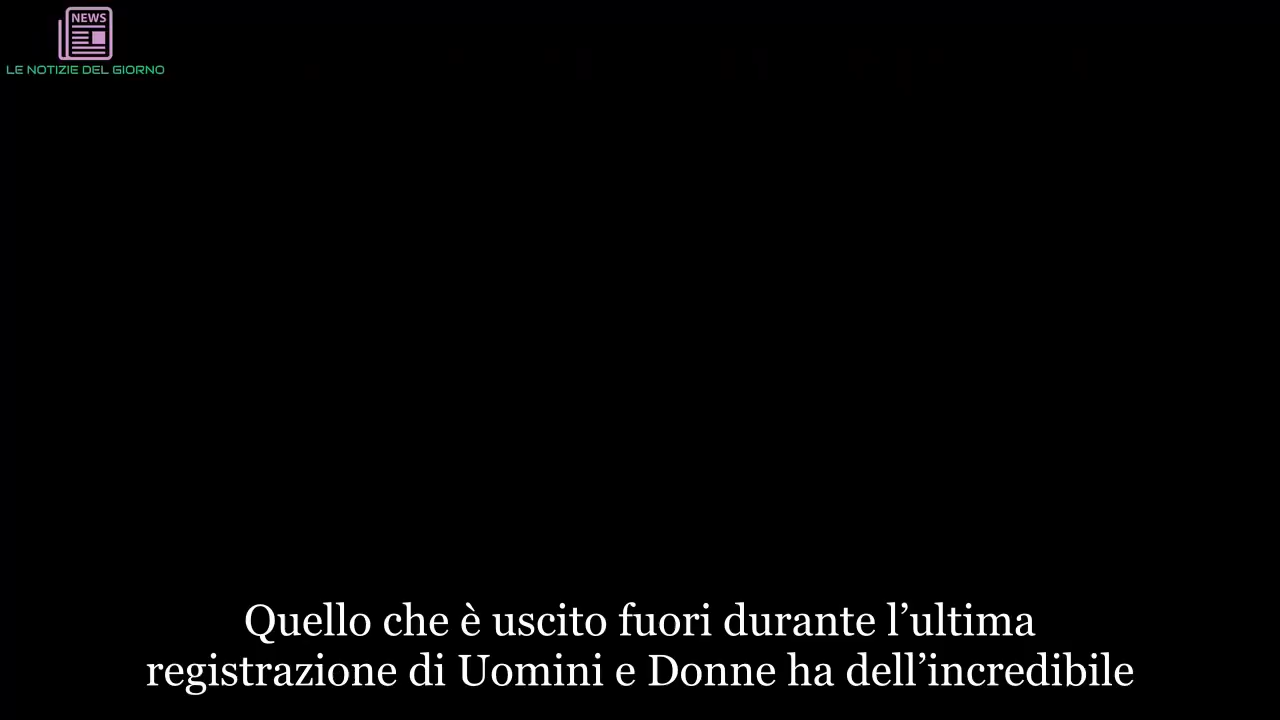 NEWS
LE NOTIZIE DEL GIORNO
Quello che è uscito fuori durante l’ultima
registrazione di Uomini e Donne ha dell’incredibile